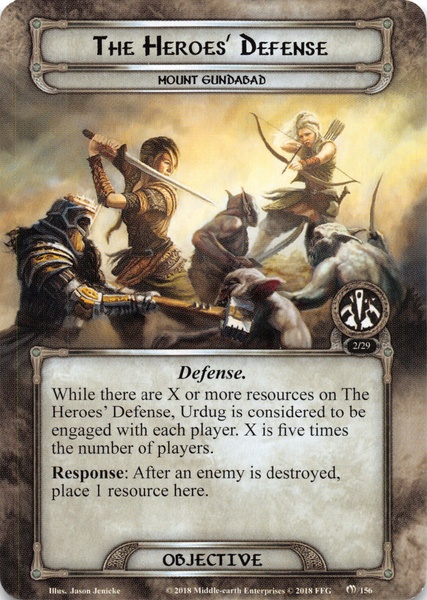 The Heroes' Defense
MOUNT GUNDABAD
2/29
Defense.
While there are X or more resources on The
Heroes' Defense, Urdug is considered to be
engaged with each player. X is five times
the number of players.
Response: After an enemy is destroyed,
place 1 resource here.
OBJECTIVE
Illus. Jason Jenicke
©2018 Middle-earth Enterprises © 2018 FFG
156